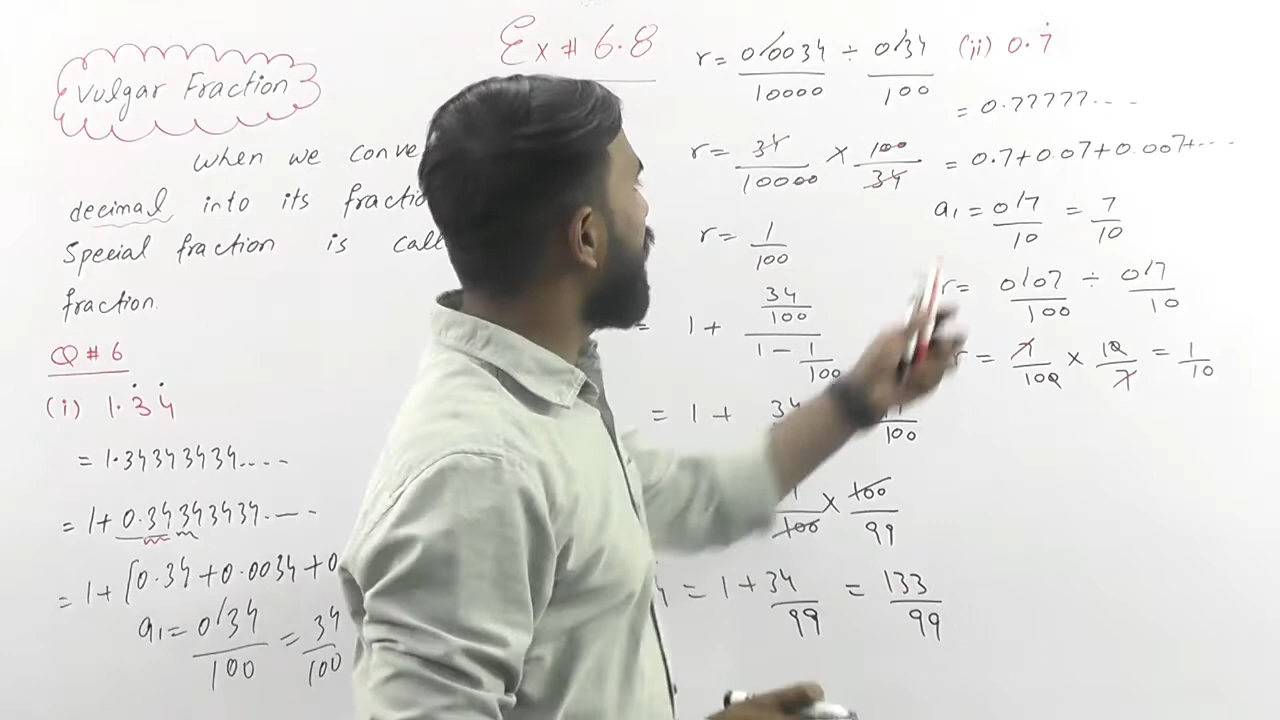 Ex # 6.8
Vulgar Fraction
when we conve
decimal into its fractio
Special fraction is call
fraction.
Q # 6
(i) 1.3̇4̇
= 1.34343434....
= 1 + 0.34343434....
= 1 + [0.34 + 0.0034 + 0
a₁ = 0/34/100 = 34/100
r = 0/0034/10000 ÷ 0/34/100
r = 34/10000 × 100/34
r = 1/100
= 1 + (34/100)/(1 - 1/100)
= 1 +
100
100 × 100/99
= 1 + 34/99 = 133/99
(ii) 0.7̇
= 0.77777....
= 0.7 + 0.07 + 0.007 + ....
a₁ = 0/7/10 = 7/10
r = 0/07/100 ÷ 0/7/10
r = 7/100 × 10/7 = 1/10